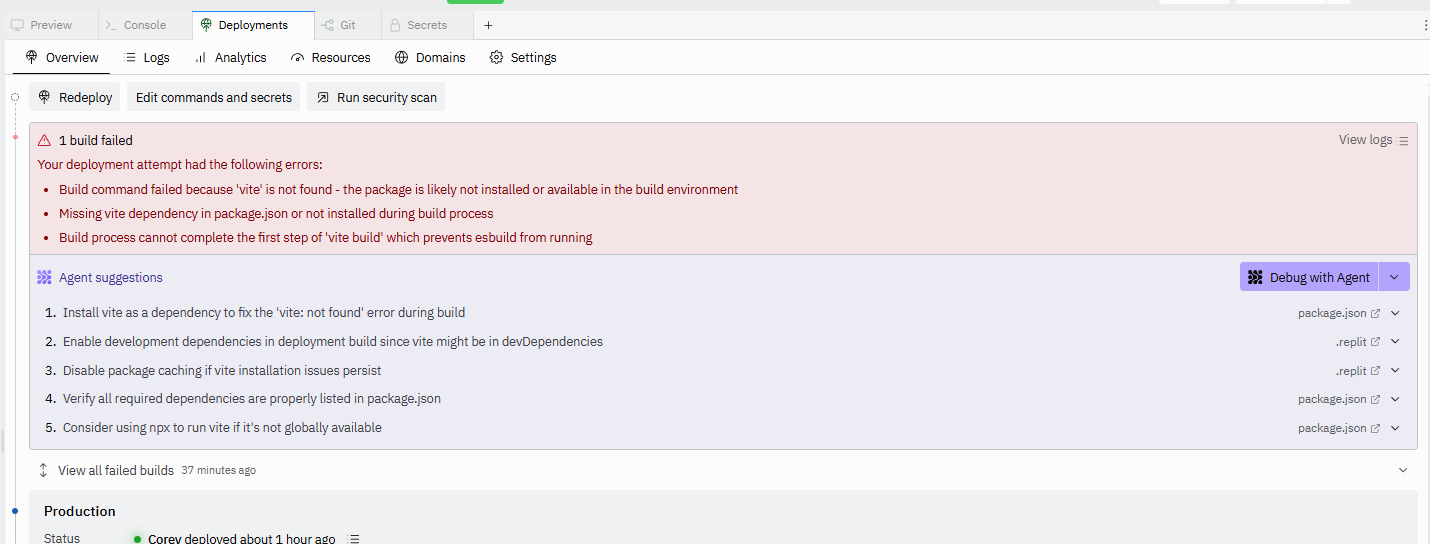 Preview Console Deployments Git Secrets +
Overview Logs Analytics Resources Domains Settings
Redeploy Edit commands and secrets Run security scan
1 build failed View logs
Your deployment attempt had the following errors:
• Build command failed because 'vite' is not found - the package is likely not installed or available in the build environment
• Missing vite dependency in package.json or not installed during build process
• Build process cannot complete the first step of 'vite build' which prevents esbuild from running
Agent suggestions Debug with Agent
1. Install vite as a dependency to fix the 'vite: not found' error during build package.json
2. Enable development dependencies in deployment build since vite might be in devDependencies .replit
3. Disable package caching if vite installation issues persist .replit
4. Verify all required dependencies are properly listed in package.json package.json
5. Consider using npx to run vite if it's not globally available package.json
View all failed builds 37 minutes ago
Production
Status Corey deployed about 1 hour ago